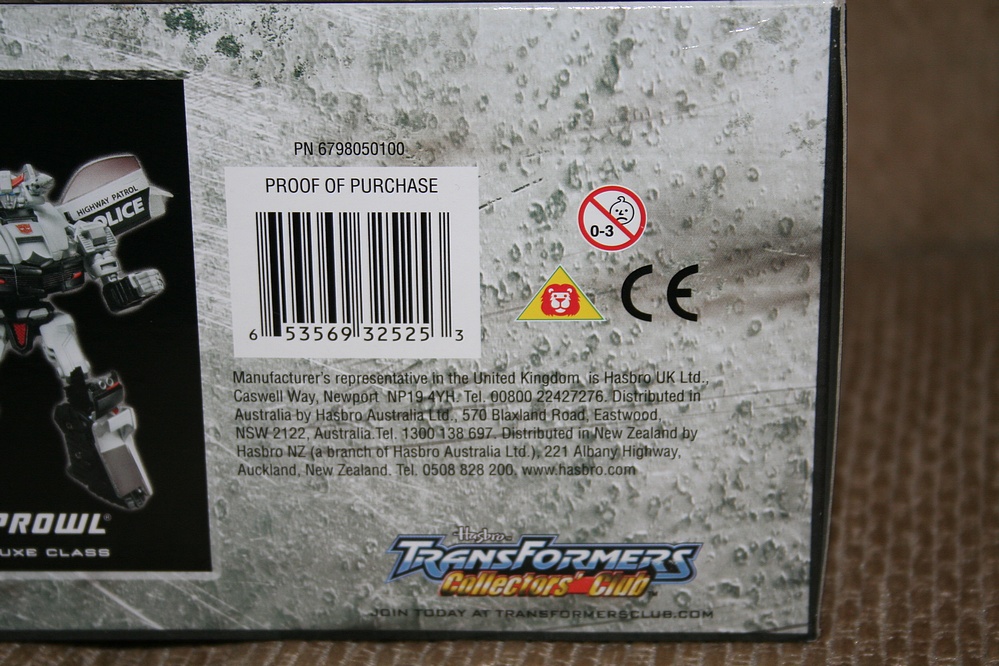 PN 6798050100
PROOF OF PURCHASE
6 53569 32525 3
HIGHWAY PATROL
POLICE
0-3
CE
Manufacturer's representative in the United Kingdom is Hasbro UK Ltd.,
Caswell Way, Newport NP19 4YH. Tel. 00800 22427276. Distributed in
Australia by Hasbro Australia Ltd., 570 Blaxland Road, Eastwood,
NSW 2122, Australia.Tel. 1300 138 697. Distributed in New Zealand by
Hasbro NZ (a branch of Hasbro Australia Ltd.), 221 Albany Highway,
Auckland, New Zealand. Tel. 0508 828 200. www.hasbro.com
PROWL®
UXE CLASS
Hasbro
TRANSFORMERS
Collectors' Club™
JOIN TODAY AT TRANSFORMERSCLUB.COM